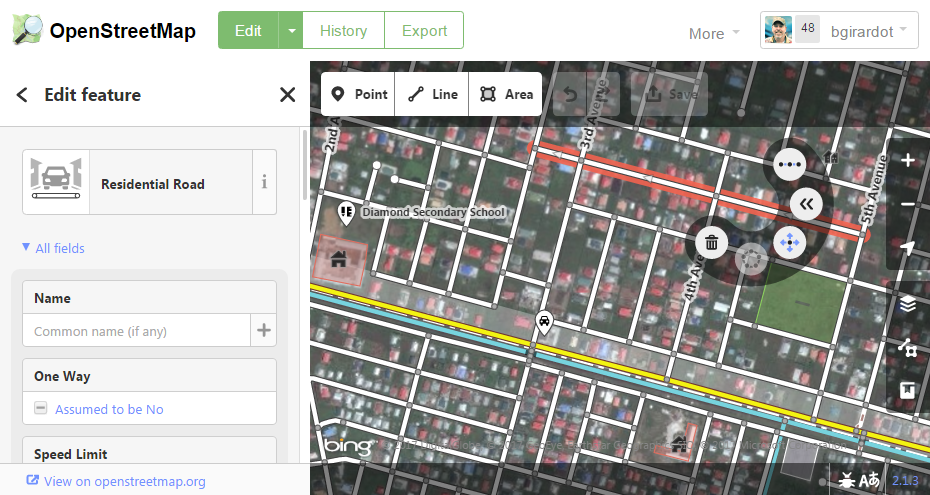 OpenStreetMap
Edit
History
Export
More
48
bgirardot
Edit feature
Point
Line
Area
Save
Residential Road
i
All fields
Name
Common name (if any)
One Way
Assumed to be No
Speed Limit
View on openstreetmap.org
3rd Avenue
5th Avenue
4th Ave
Diamond Secondary School
bing
2.1.3